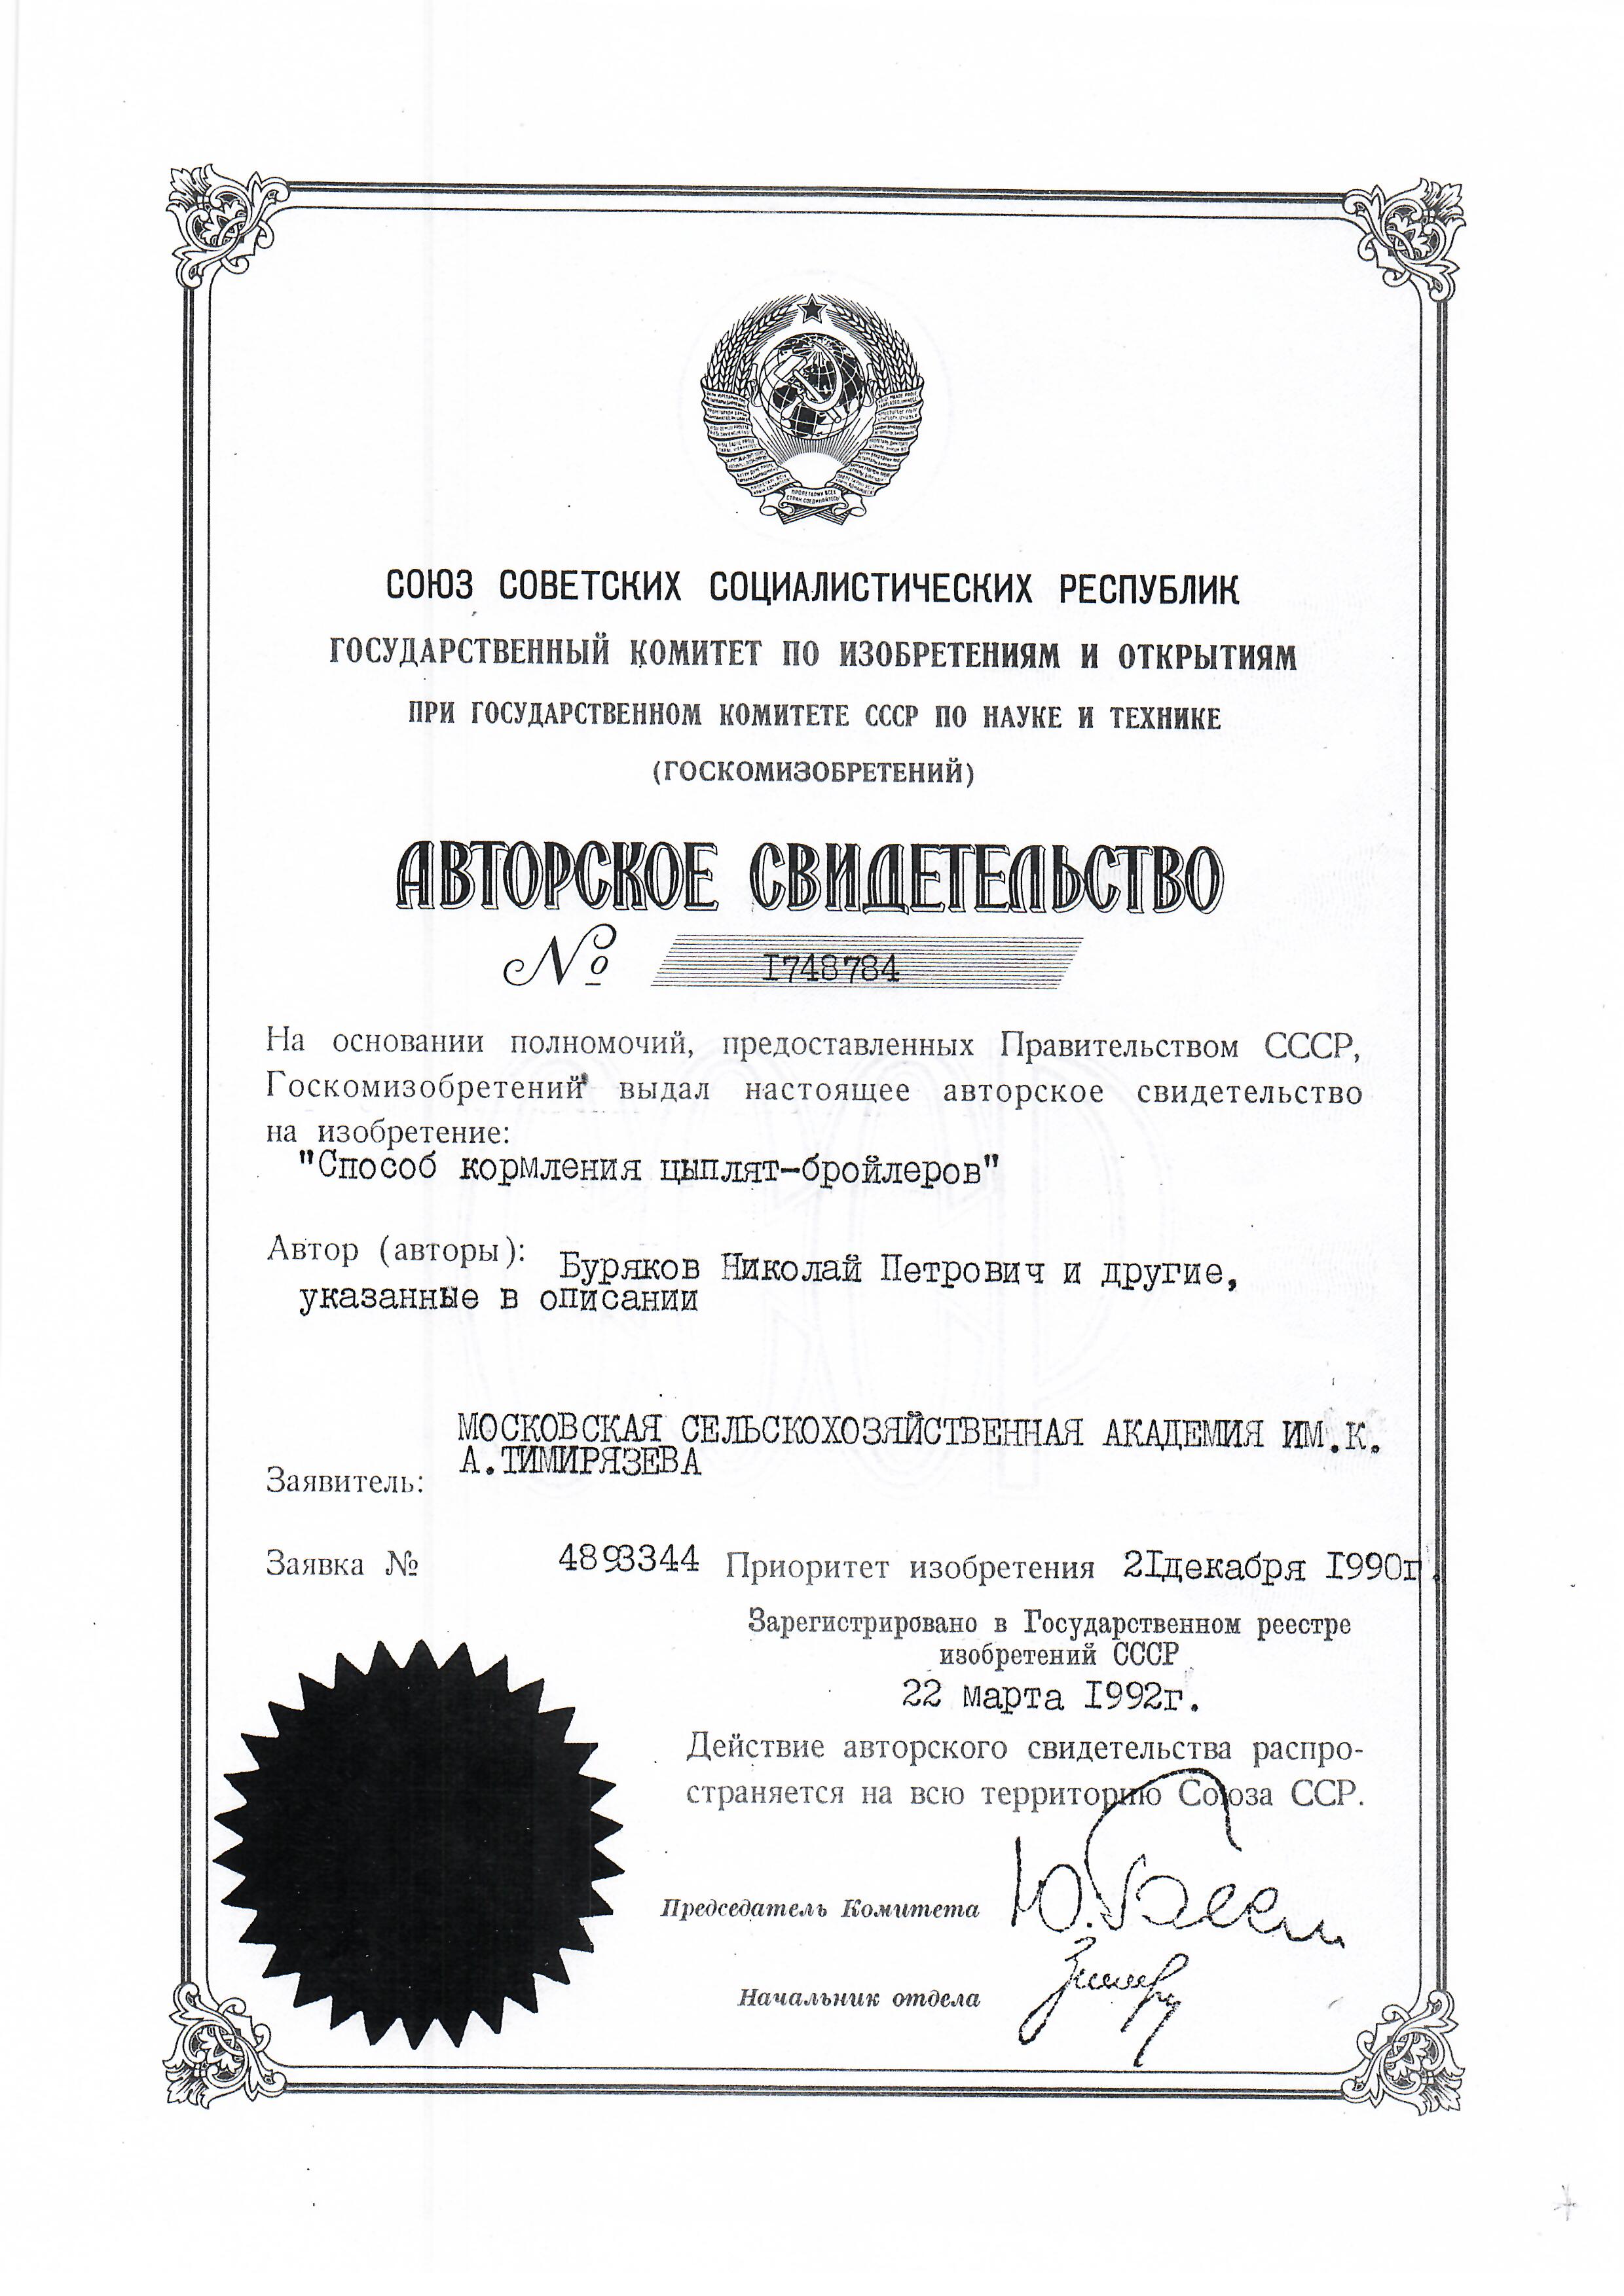 ПРОЛЕТАРИИ ВСЕХ
СТРАН, СОЕДИНЯЙТЕСЬ!
СОЮЗ СОВЕТСКИХ СОЦИАЛИСТИЧЕСКИХ РЕСПУБЛИК
ГОСУДАРСТВЕННЫЙ КОМИТЕТ ПО ИЗОБРЕТЕНИЯМ И ОТКРЫТИЯМ
ПРИ ГОСУДАРСТВЕННОМ КОМИТЕТЕ СССР ПО НАУКЕ И ТЕХНИКЕ
(ГОСКОМИЗОБРЕТЕНИЙ)
АВТОРСКОЕ СВИДЕТЕЛЬСТВО
№ I748784
На основании полномочий, предоставленных Правительством СССР,
Госкомизобретений выдал настоящее авторское свидетельство
на изобретение:
"Способ кормления цыплят-бройлеров"
Автор (авторы): Буряков Николай Петрович и другие,
указанные в описании
МОСКОВСКАЯ СЕЛЬСКОХОЗЯЙСТВЕННАЯ АКАДЕМИЯ ИМ.К.
А.ТИМИРЯЗЕВА
Заявитель:
Заявка № 4893344 Приоритет изобретения 2Iдекабря I990г.
Зарегистрировано в Государственном реестре
изобретений СССР
22 марта I992г.
Действие авторского свидетельства распро-
страняется на всю территорию Союза ССР.
Председатель Комитета
Начальник отдела